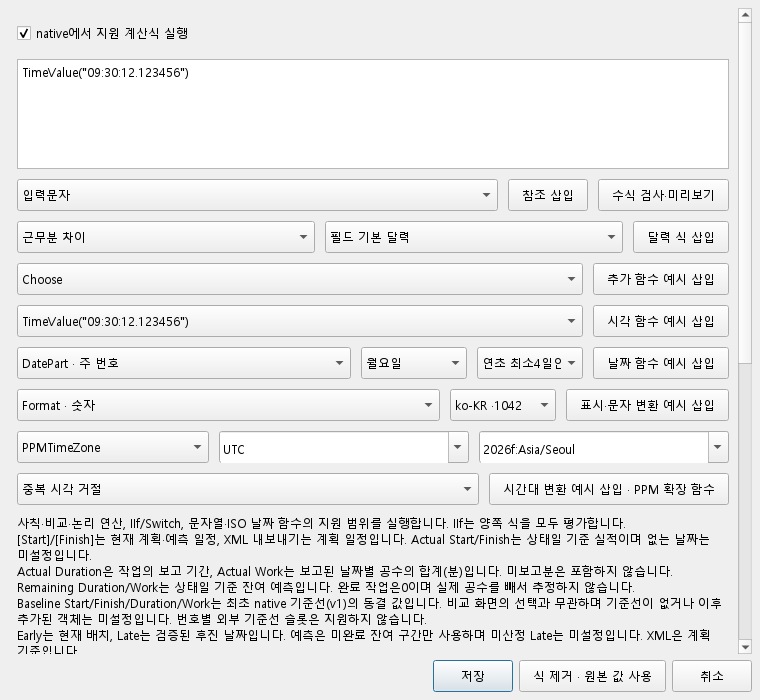 native에서 지원 계산식 실행
TimeValue("09:30:12.123456")
입력문자 참조 삽입 수식 검사·미리보기
근무분 차이 필드 기본 달력 달력 식 삽입
Choose 추가 함수 예시 삽입
TimeValue("09:30:12.123456") 시각 함수 예시 삽입
DatePart · 주 번호 월요일 연초 최소4일인 날짜 함수 예시 삽입
Format · 숫자 ko-KR ·1042 표시·문자 변환 예시 삽입
PPMTimeZone UTC 2026f:Asia/Seoul
중복 시각 거절 시간대 변환 예시 삽입 · PPM 확장 함수
사칙·비교·논리 연산, IIf/Switch, 문자열·ISO 날짜 함수의 지원 범위를 실행합니다. IIf는 양쪽 식을 모두 평가합니다.
[Start]/[Finish]는 현재 계획·예측 일정, XML 내보내기는 계획 일정입니다. Actual Start/Finish는 상태일 기준 실적이며 없는 날짜는
미설정입니다.
Actual Duration은 작업의 보고 기간, Actual Work는 보고된 날짜별 공수의 합계(분)입니다. 미보고분은 포함하지 않습니다.
Remaining Duration/Work는 상태일 기준 잔여 예측입니다. 완료 작업은0이며 실제 공수를 빼서 추정하지 않습니다.
Baseline Start/Finish/Duration/Work는 최초 native 기준선(v1)의 동결 값입니다. 비교 화면의 선택과 무관하며 기준선이 없거나 이후
추가된 객체는 미설정입니다. 번호별 외부 기준선 슬롯은 지원하지 않습니다.
Early는 현재 배치, Late는 검증된 후진 날짜입니다. 예측은 미완료 잔여 구간만 사용하며 미산정 Late는 미설정입니다. XML은 계획
기준입니다
저장 식 제거 · 원본 값 사용 취소